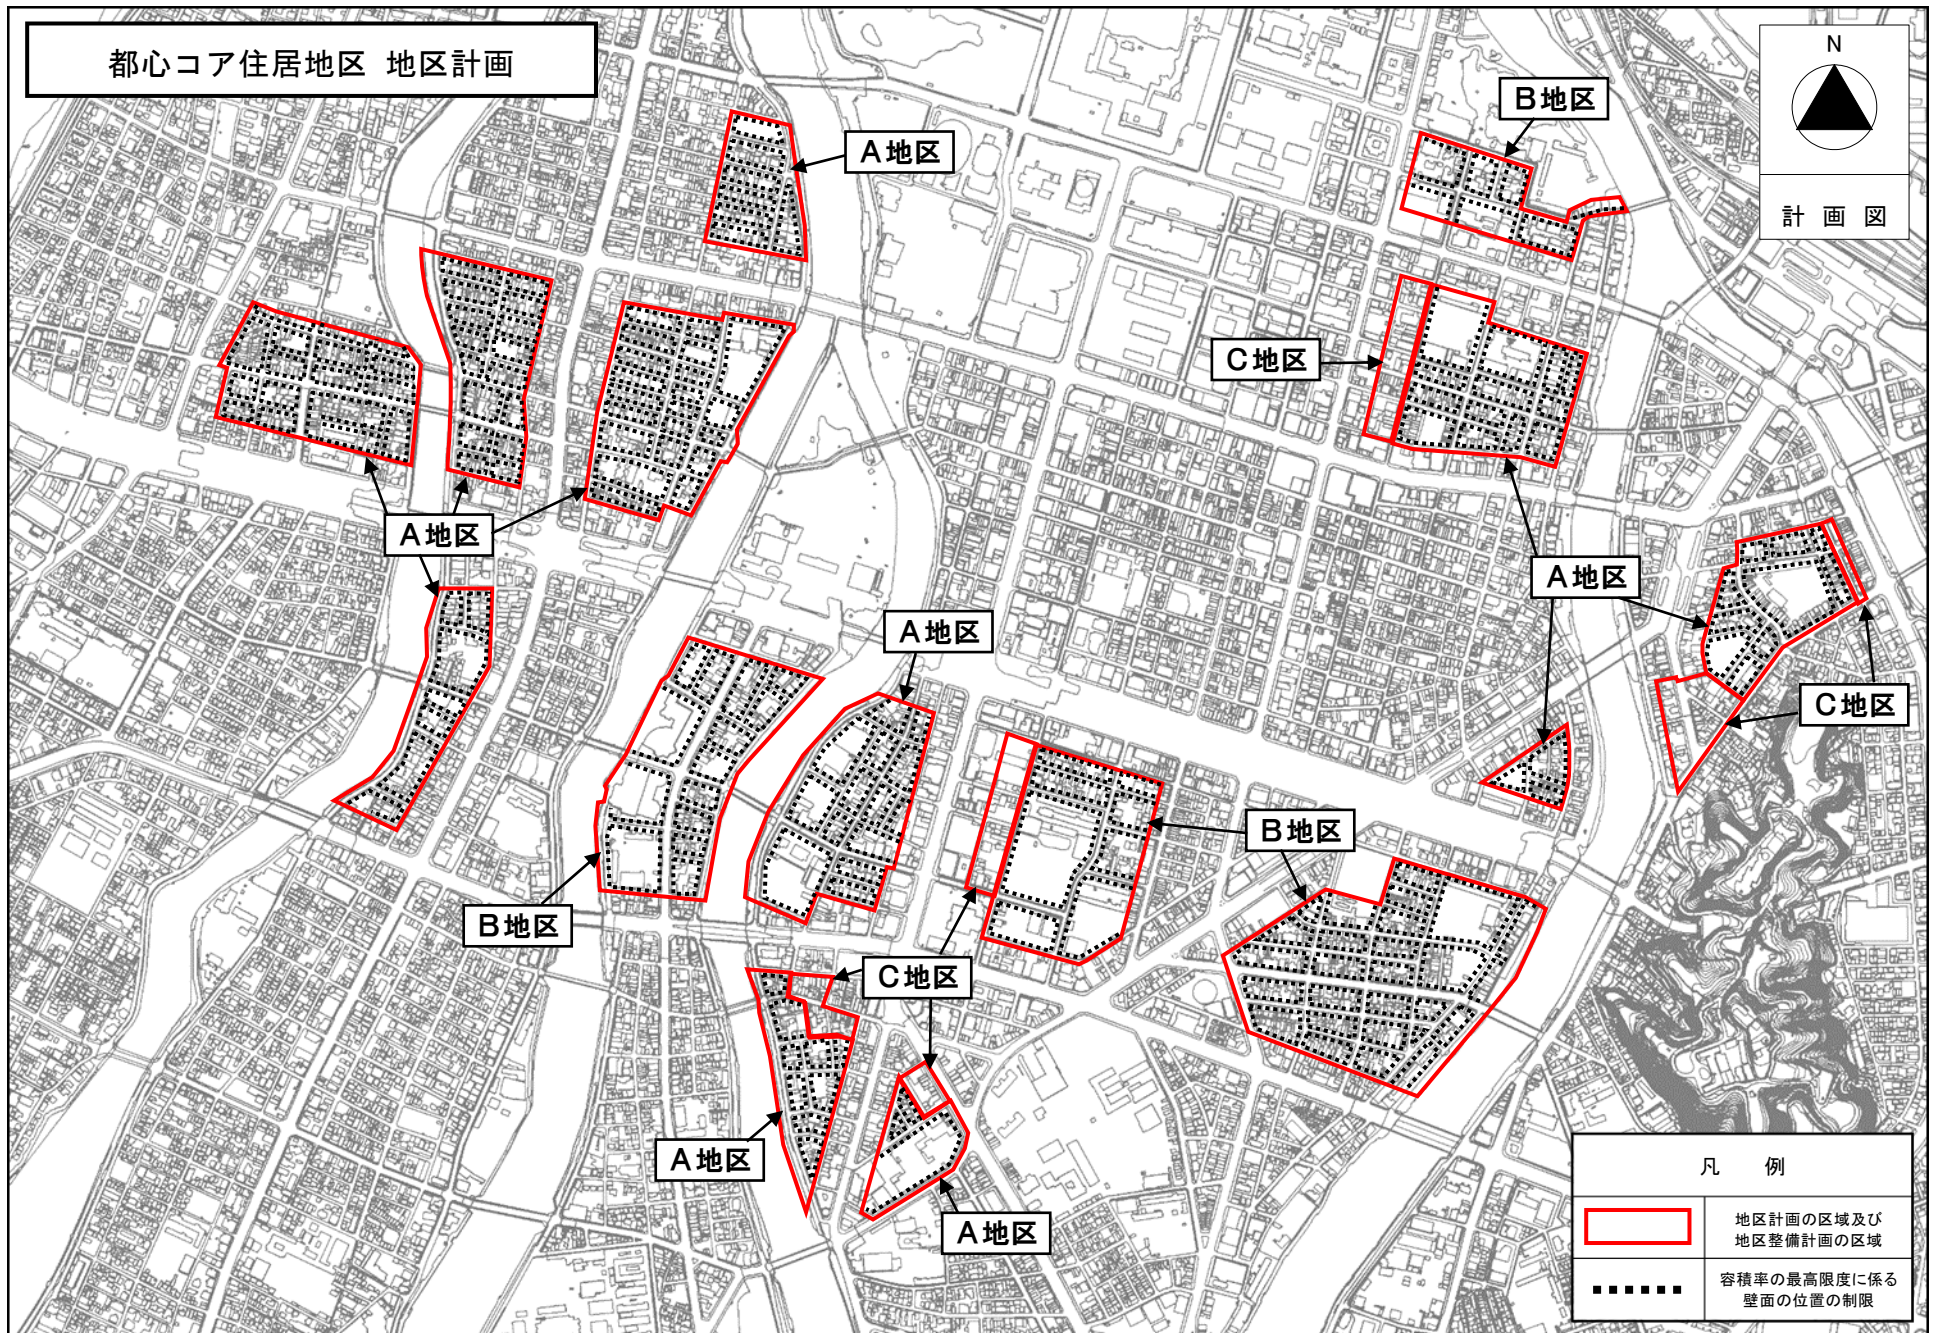 都心コア住居地区 地区計画
N
計画図
B地区
A地区
C地区
A地区
A地区
A地区
C地区
B地区
B地区
C地区
A地区
A地区
凡 例
地区計画の区域及び
地区整備計画の区域
容積率の最高限度に係る
壁面の位置の制限